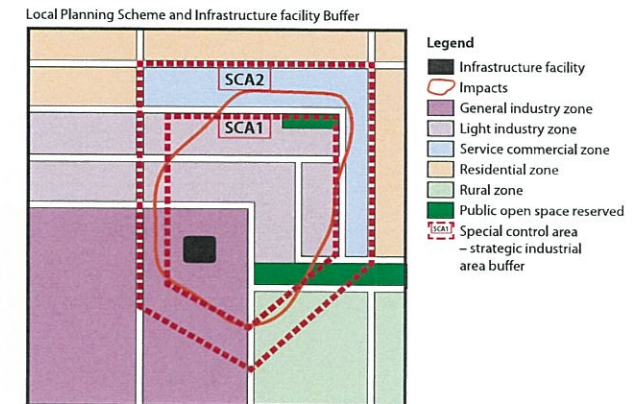 Local Planning Scheme and Infrastructure facility Buffer
SCA2
SCA1
Legend
Infrastructure facility
Impacts
General industry zone
Light industry zone
Service commercial zone
Residential zone
Rural zone
Public open space reserved
SCA1
Special control area
– strategic industrial
area buffer